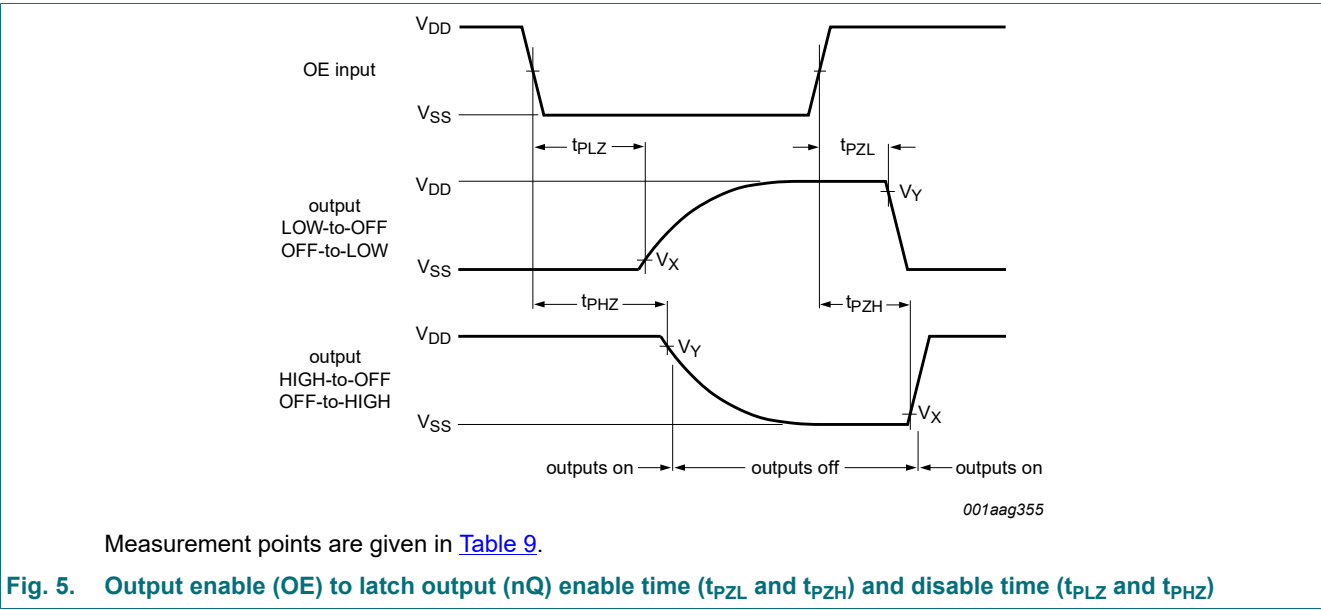 VDD
OE input
VSS
tPLZ
tPZL
VDD
VY
output
LOW-to-OFF
OFF-to-LOW
VX
VSS
tPHZ
tPZH
VDD
VY
output
HIGH-to-OFF
OFF-to-HIGH
VX
VSS
outputs on
outputs off
outputs on
001aag355
Measurement points are given in Table 9.
Fig. 5. Output enable (OE) to latch output (nQ) enable time (tPZL and tPZH) and disable time (tPLZ and tPHZ)